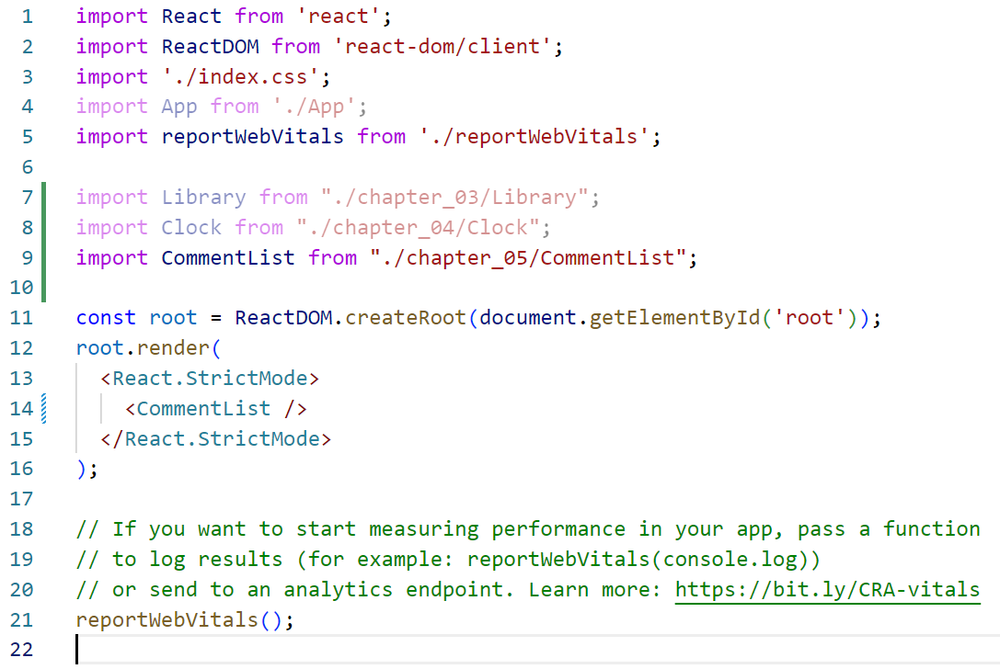 1 import React from 'react';
2 import ReactDOM from 'react-dom/client';
3 import './index.css';
4 import App from './App';
5 import reportWebVitals from './reportWebVitals';
6
7 import Library from "./chapter_03/Library";
8 import Clock from "./chapter_04/Clock";
9 import CommentList from "./chapter_05/CommentList";
10
11 const root = ReactDOM.createRoot(document.getElementById('root'));
12 root.render(
13   <React.StrictMode>
14     <CommentList />
15   </React.StrictMode>
16 );
17
18 // If you want to start measuring performance in your app, pass a function
19 // to log results (for example: reportWebVitals(console.log))
20 // or send to an analytics endpoint. Learn more: https://bit.ly/CRA-vitals
21 reportWebVitals();
22